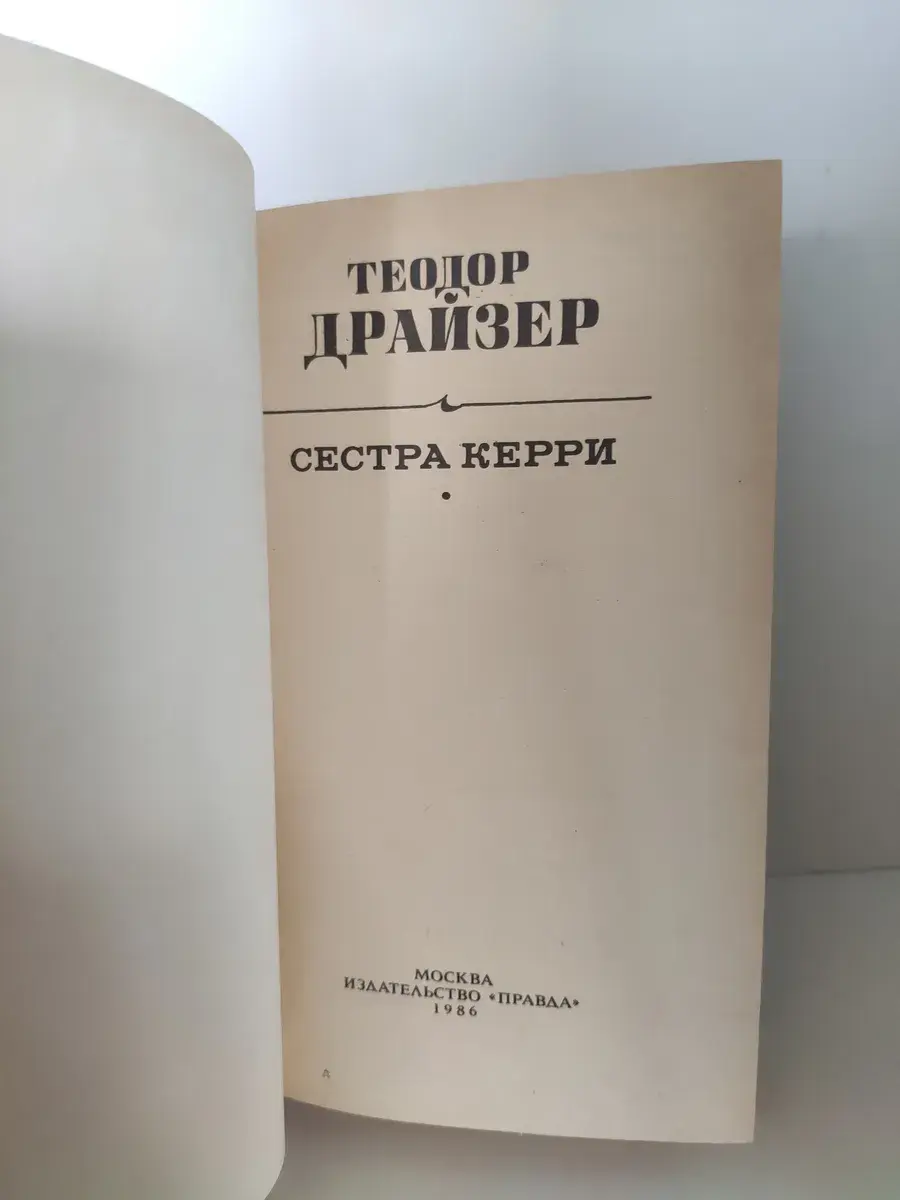 ТЕОДОР
ДРАЙЗЕР
СЕСТРА КЕРРИ
МОСКВА
ИЗДАТЕЛЬСТВО «ПРАВДА»
1986